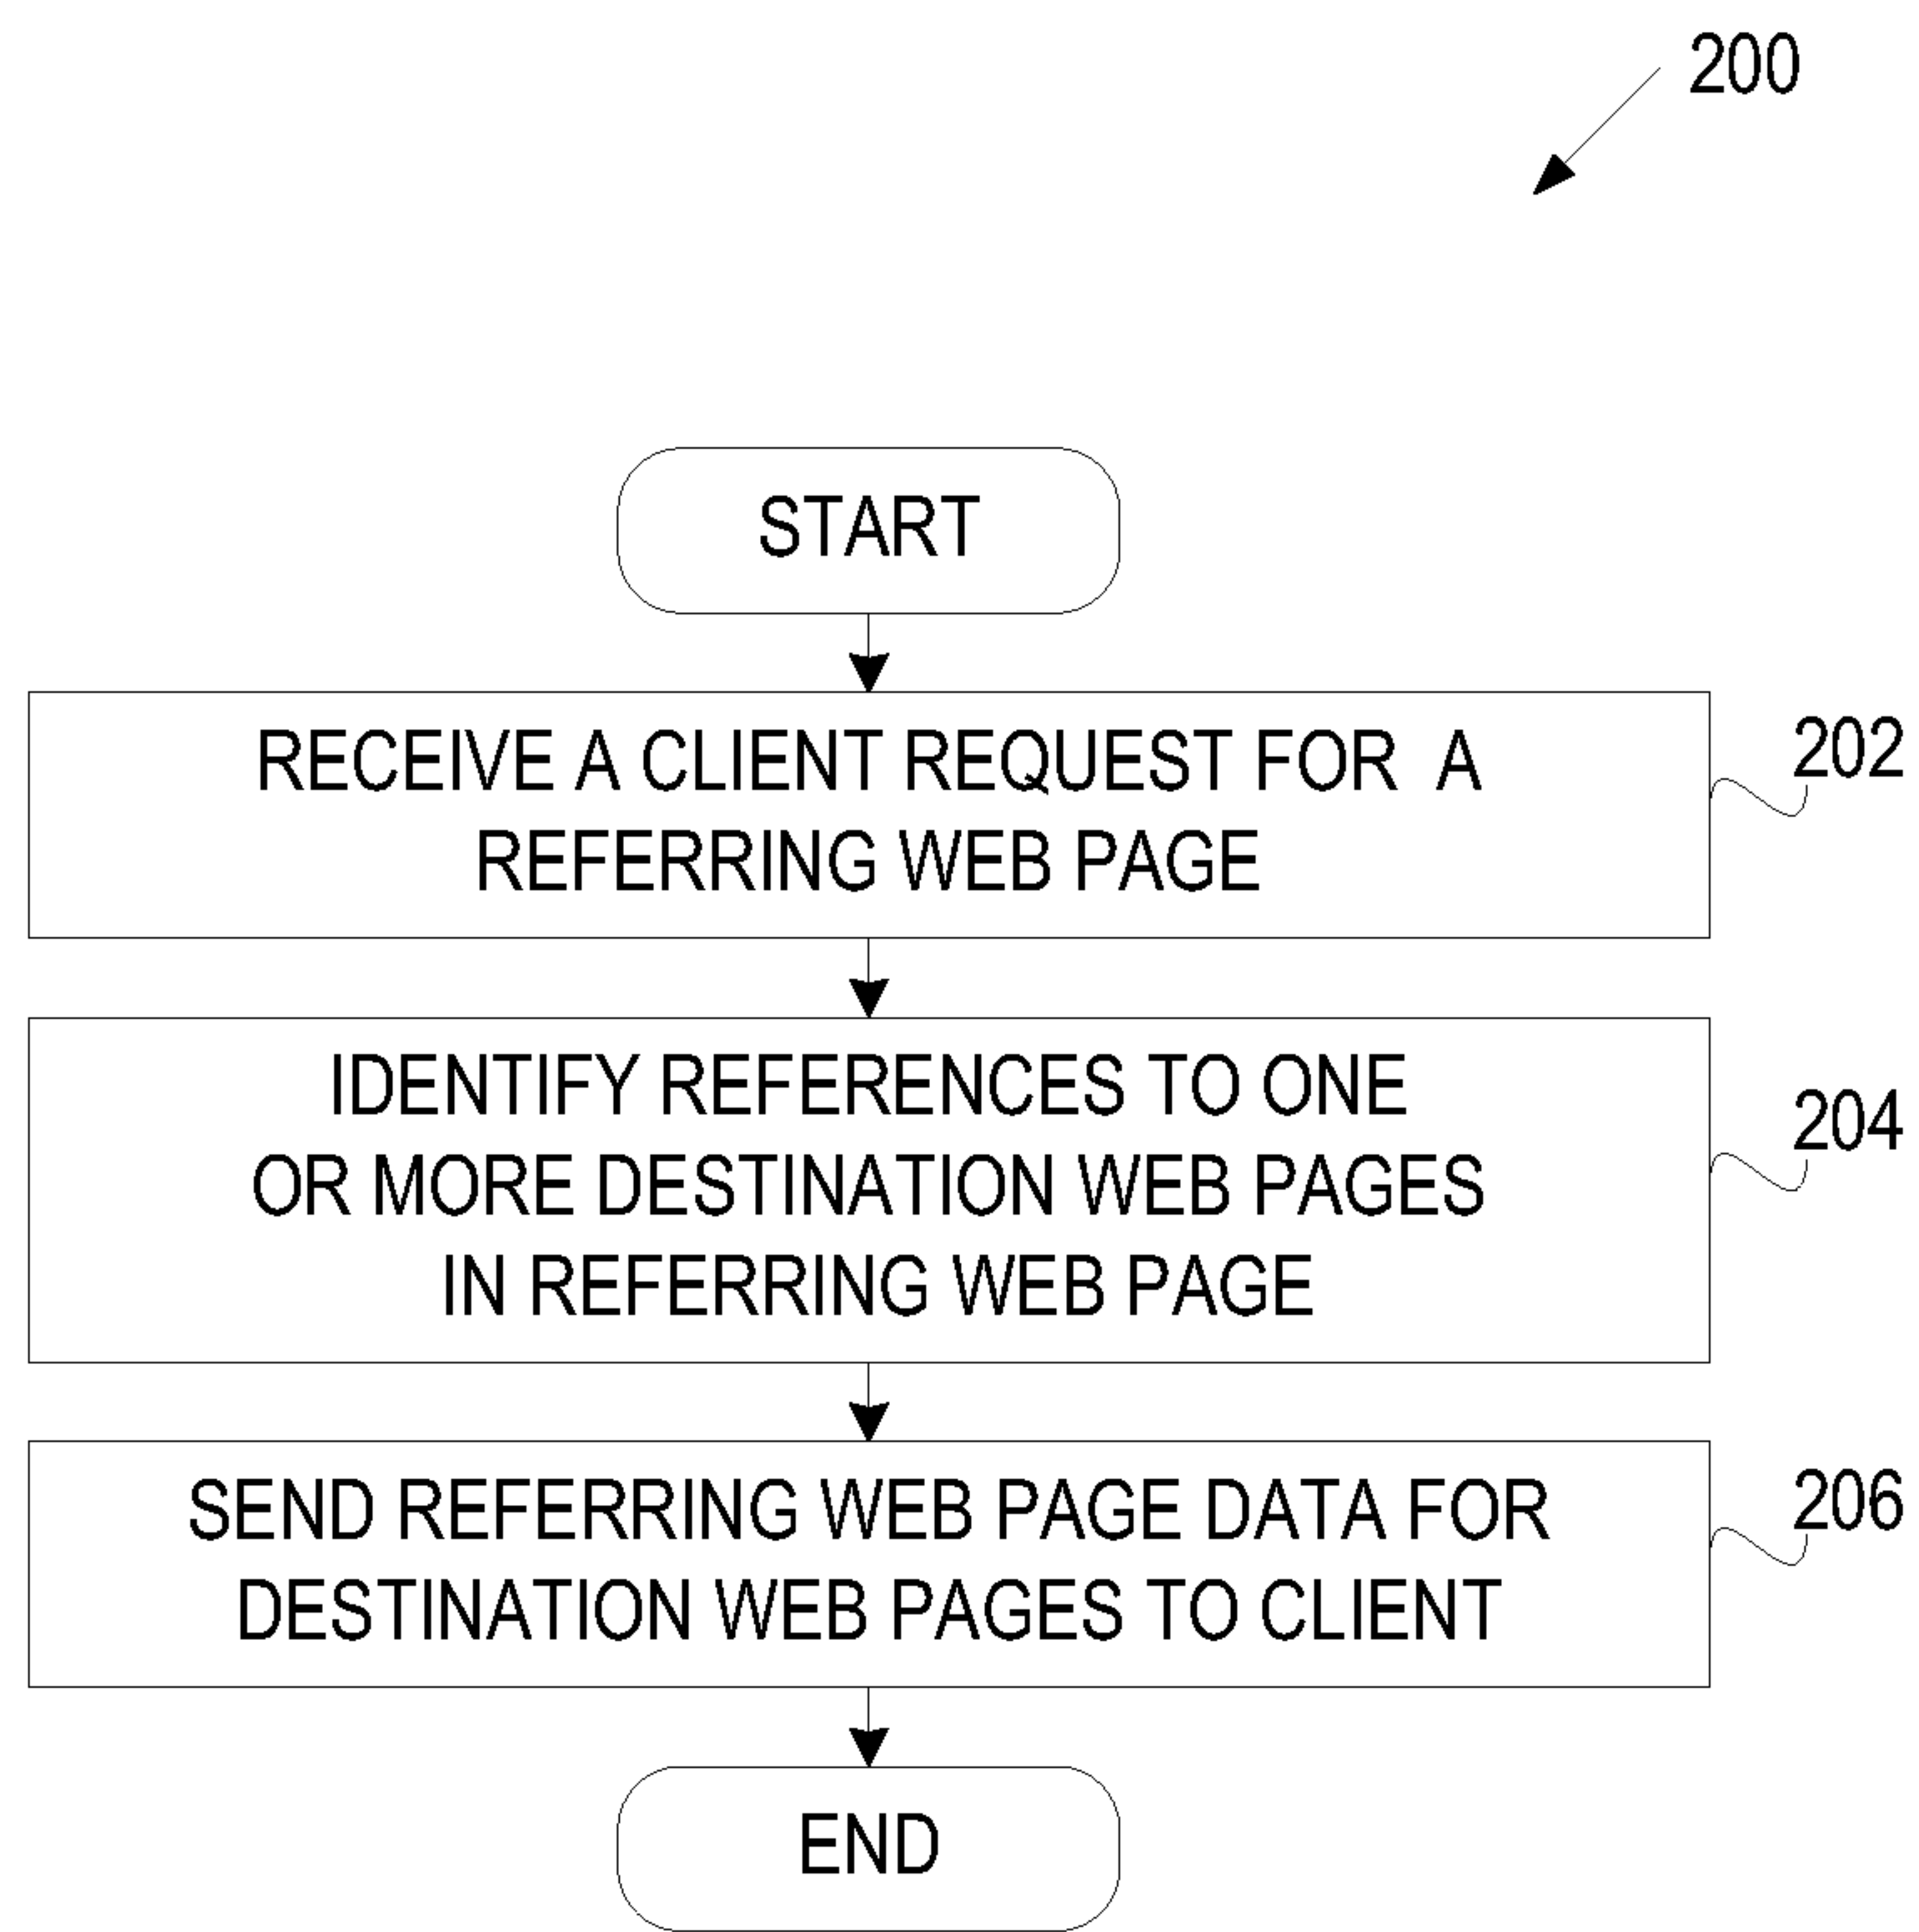 200
START
RECEIVE A CLIENT REQUEST FOR A
REFERRING WEB PAGE
202
IDENTIFY REFERENCES TO ONE
OR MORE DESTINATION WEB PAGES
IN REFERRING WEB PAGE
204
SEND REFERRING WEB PAGE DATA FOR
DESTINATION WEB PAGES TO CLIENT
206
END